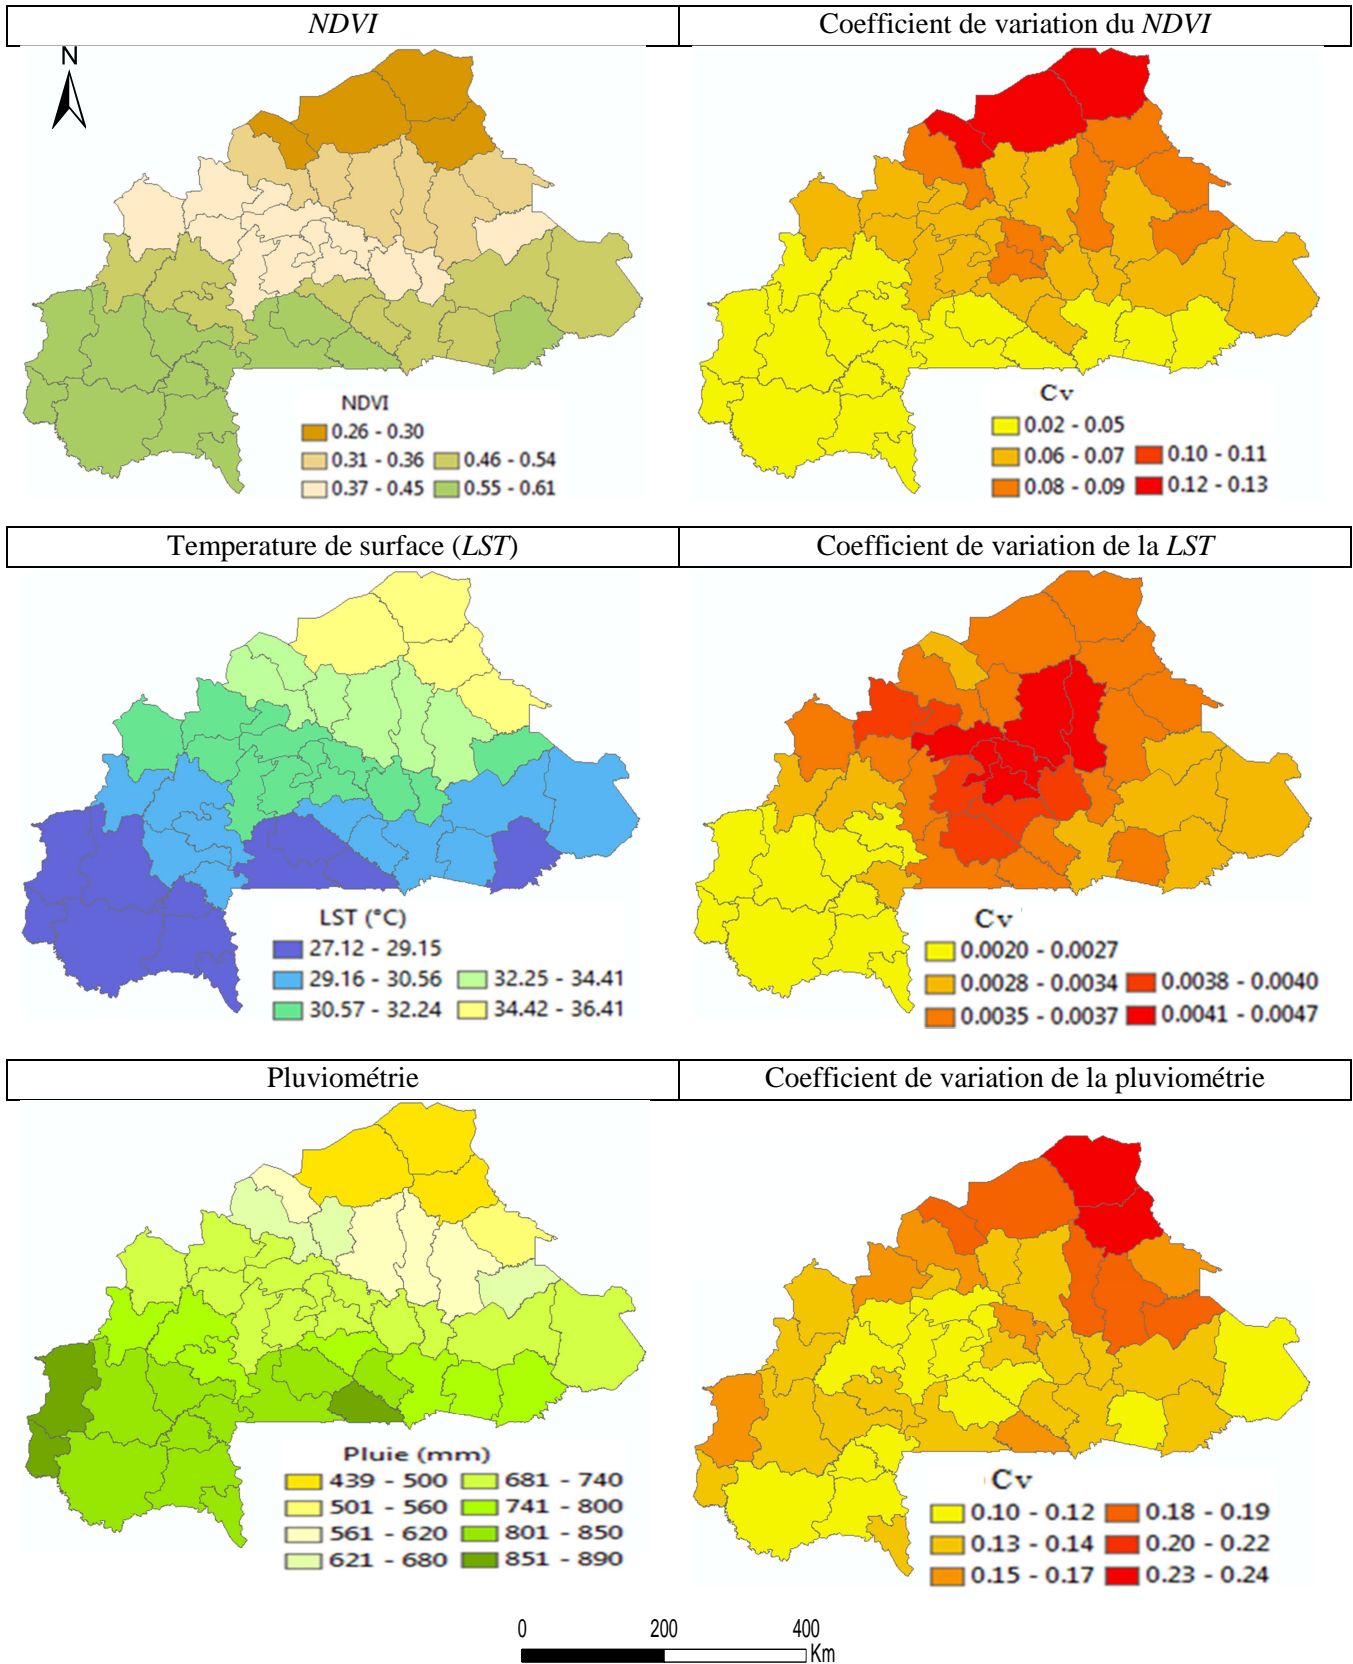 NDVI
Coefficient de variation du NDVI
N
NDVI
0.26 - 0.30
0.31 - 0.36
0.46 - 0.54
0.37 - 0.45
0.55 - 0.61
Cv
0.02 - 0.05
0.06 - 0.07
0.10 - 0.11
0.08 - 0.09
0.12 - 0.13
Temperature de surface (LST)
Coefficient de variation de la LST
LST (°C)
27.12 - 29.15
29.16 - 30.56
32.25 - 34.41
30.57 - 32.24
34.42 - 36.41
Cv
0.0020 - 0.0027
0.0028 - 0.0034
0.0038 - 0.0040
0.0035 - 0.0037
0.0041 - 0.0047
Pluviométrie
Coefficient de variation de la pluviométrie
Pluie (mm)
439 - 500
681 - 740
501 - 560
741 - 800
561 - 620
801 - 850
621 - 680
851 - 890
Cv
0.10 - 0.12
0.18 - 0.19
0.13 - 0.14
0.20 - 0.22
0.15 - 0.17
0.23 - 0.24
0 200 400
Km